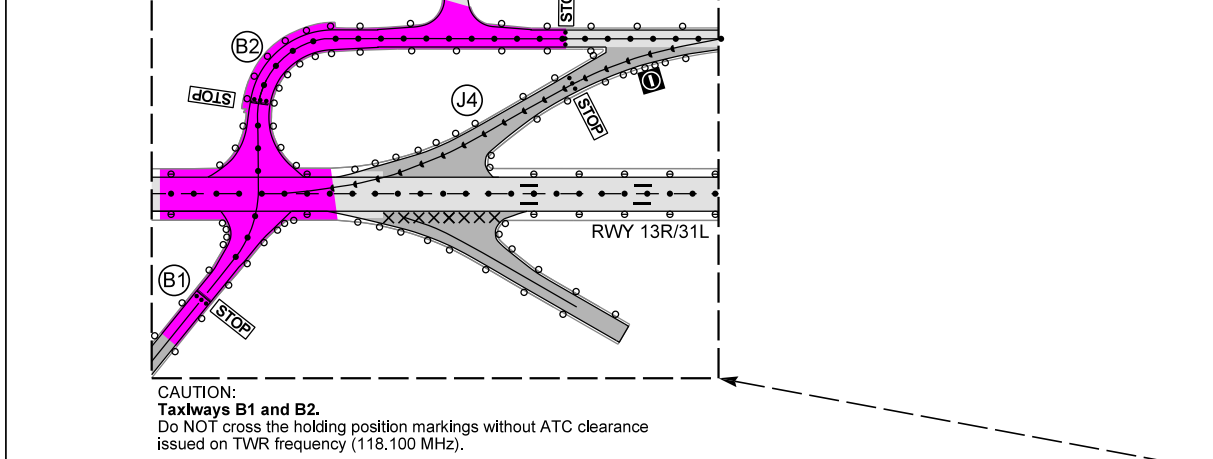 STO
B2
STOP
J4
STOP
RWY 13R/31L
B1
STOP
CAUTION:
Taxiways B1 and B2.
Do NOT cross the holding position markings without ATC clearance
issued on TWR frequency (118.100 MHz).